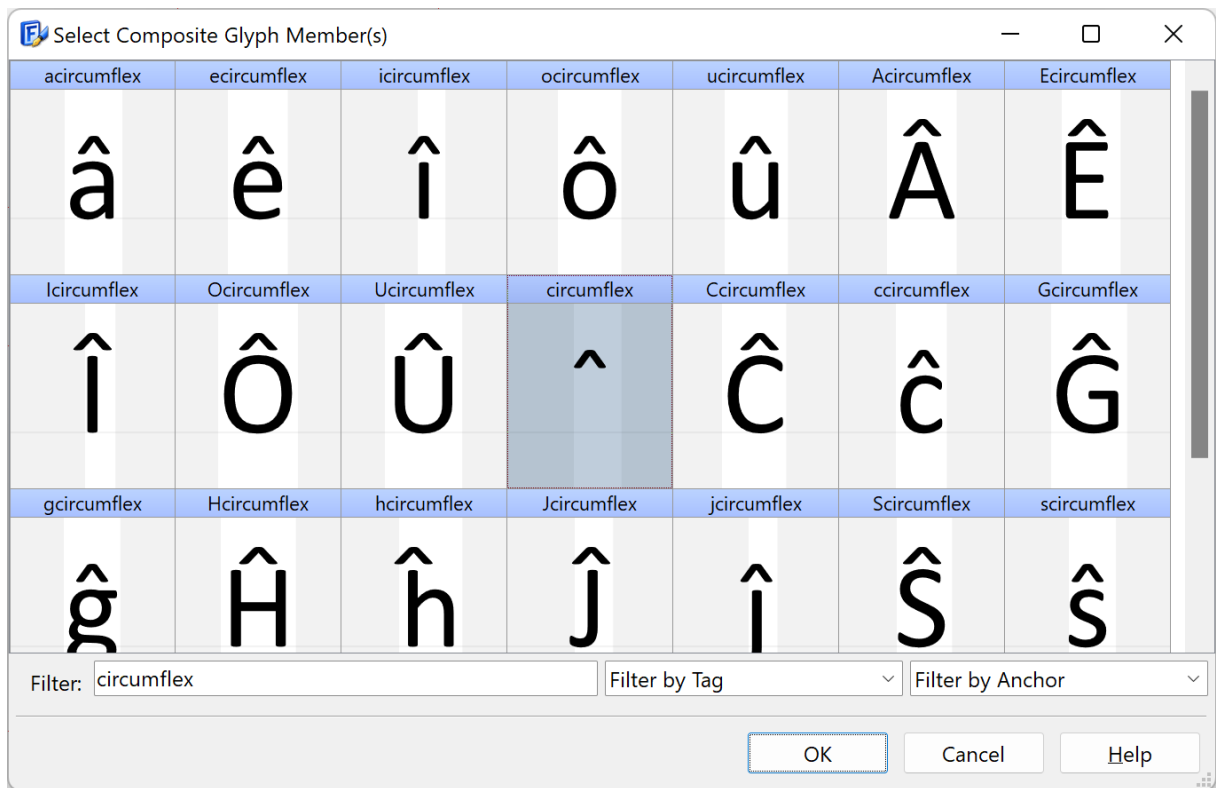 Select Composite Glyph Member(s)
acircumflex ecircumflex icircumflex ocircumflex ucircumflex Acircumflex Ecircumflex
â ê î ô û Â Ê
Icircumflex Ocircumflex Ucircumflex circumflex Ccircumflex ccircumflex Gcircumflex
Î Ô Û ˆ Ĉ ĉ Ĝ
gcircumflex Hcircumflex hcircumflex Jcircumflex jcircumflex Scircumflex scircumflex
ĝ Ĥ ĥ Ĵ ĵ Ŝ ŝ
Filter: circumflex Filter by Tag Filter by Anchor
OK Cancel Help